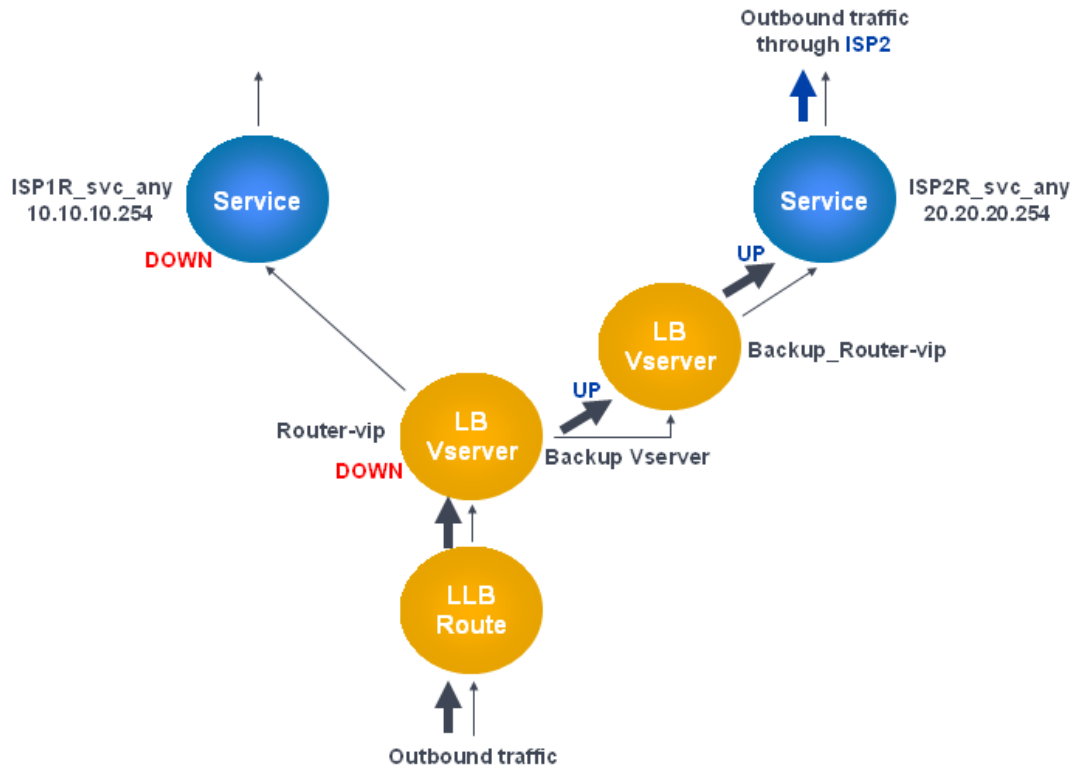 Outbound traffic
through ISP2
ISP1R_svc_any
10.10.10.254
Service
DOWN
Service
ISP2R_svc_any
20.20.20.254
UP
LB
Vserver
Backup_Router-vip
UP
Router-vip
LB
Vserver
DOWN
Backup Vserver
LLB
Route
Outbound traffic